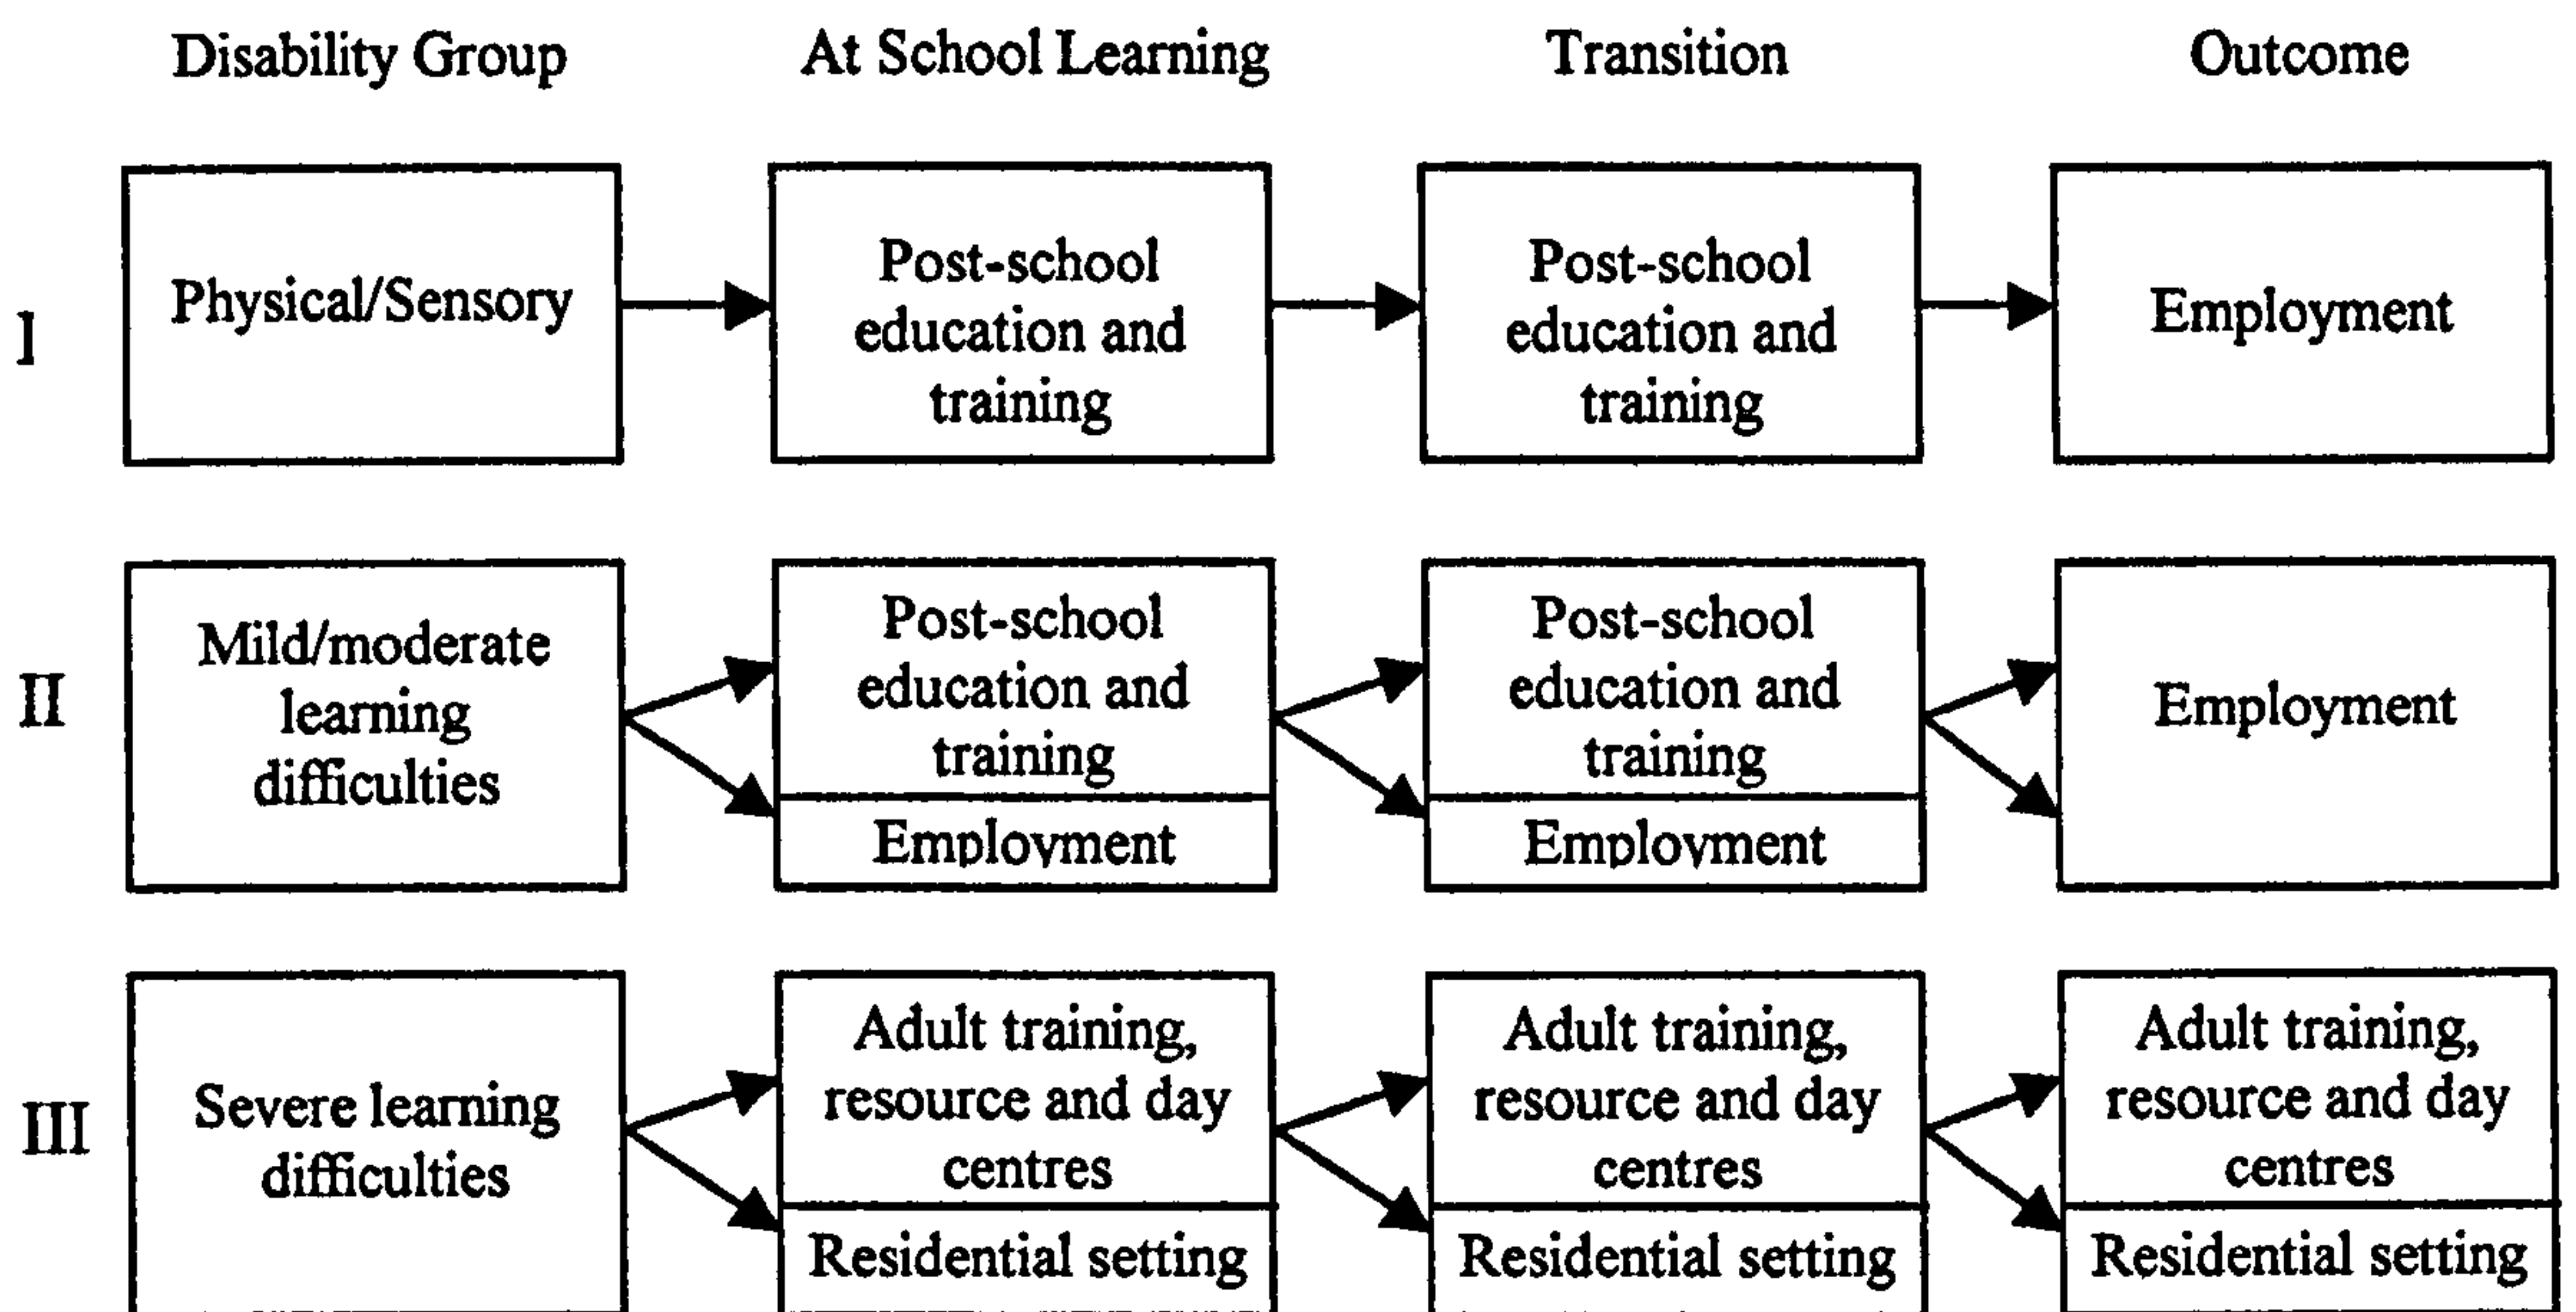 Disability Group At School Learning Transition Outcome
I
Physical/Sensory
Post-school
education and
training
Post-school
education and
training
Employment
II
Mild/moderate
learning
difficulties
Post-school
education and
training
Employment
Post-school
education and
training
Employment
Employment
III
Severe learning
difficulties
Adult training,
resource and day
centres
Residential setting
Adult training,
resource and day
centres
Residential setting
Adult training,
resource and day
centres
Residential setting